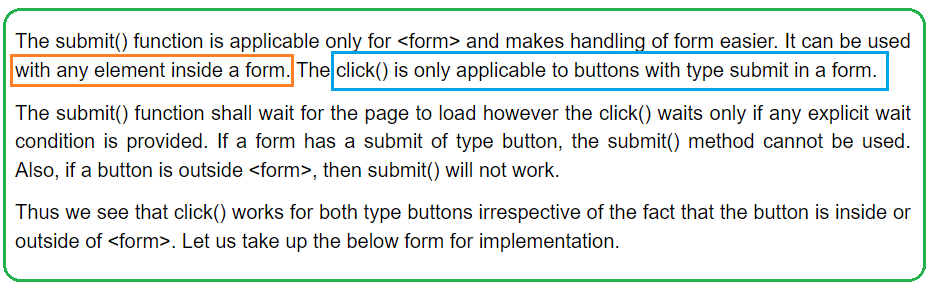 The submit() function is applicable only for <form> and makes handling of form easier. It can be used
with any element inside a form. The click() is only applicable to buttons with type submit in a form.
The submit() function shall wait for the page to load however the click() waits only if any explicit wait
condition is provided. If a form has a submit of type button, the submit() method cannot be used.
Also, if a button is outside <form>, then submit() will not work.
Thus we see that click() works for both type buttons irrespective of the fact that the button is inside or
outside of <form>. Let us take up the below form for implementation.